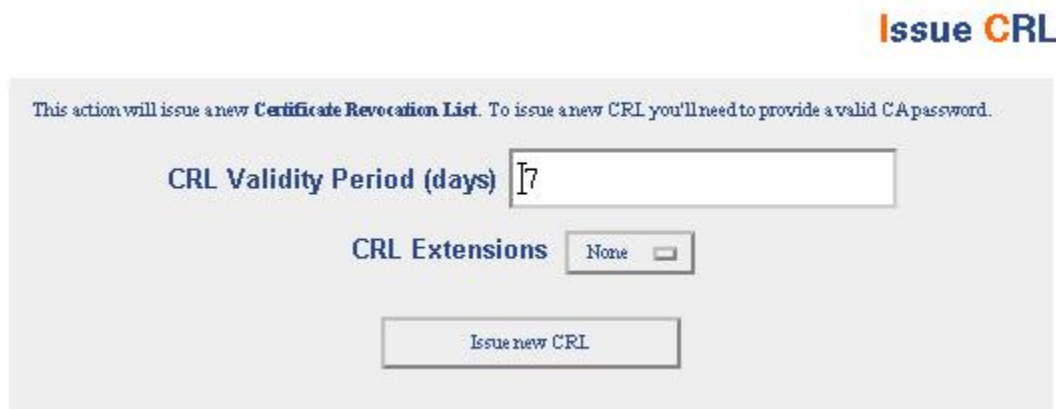 Issue CRL
This action will issue a new Certificate Revocation List. To issue a new CRL you'll need to provide a valid CA password.
CRL Validity Period (days) 7
CRL Extensions None
Issue new CRL